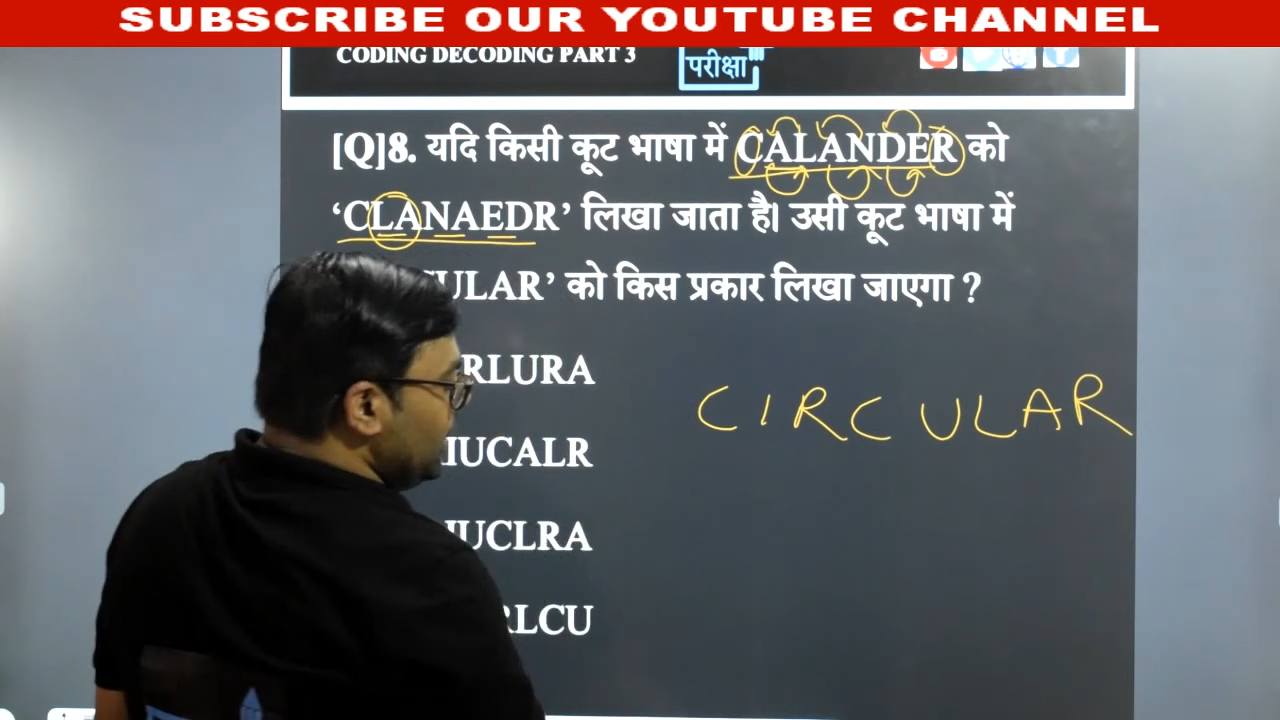 SUBSCRIBE OUR YOUTUBE CHANNEL
CODING DECODING PART 3
परीक्षा
[Q]8. यदि किसी कूट भाषा में CALANDER को
‘CLANAEDR’ लिखा जाता है। उसी कूट भाषा में
ULAR’ को किस प्रकार लिखा जाएगा ?
RLURA
CIRCULAR
IUCALR
IUCLRA
RLCU